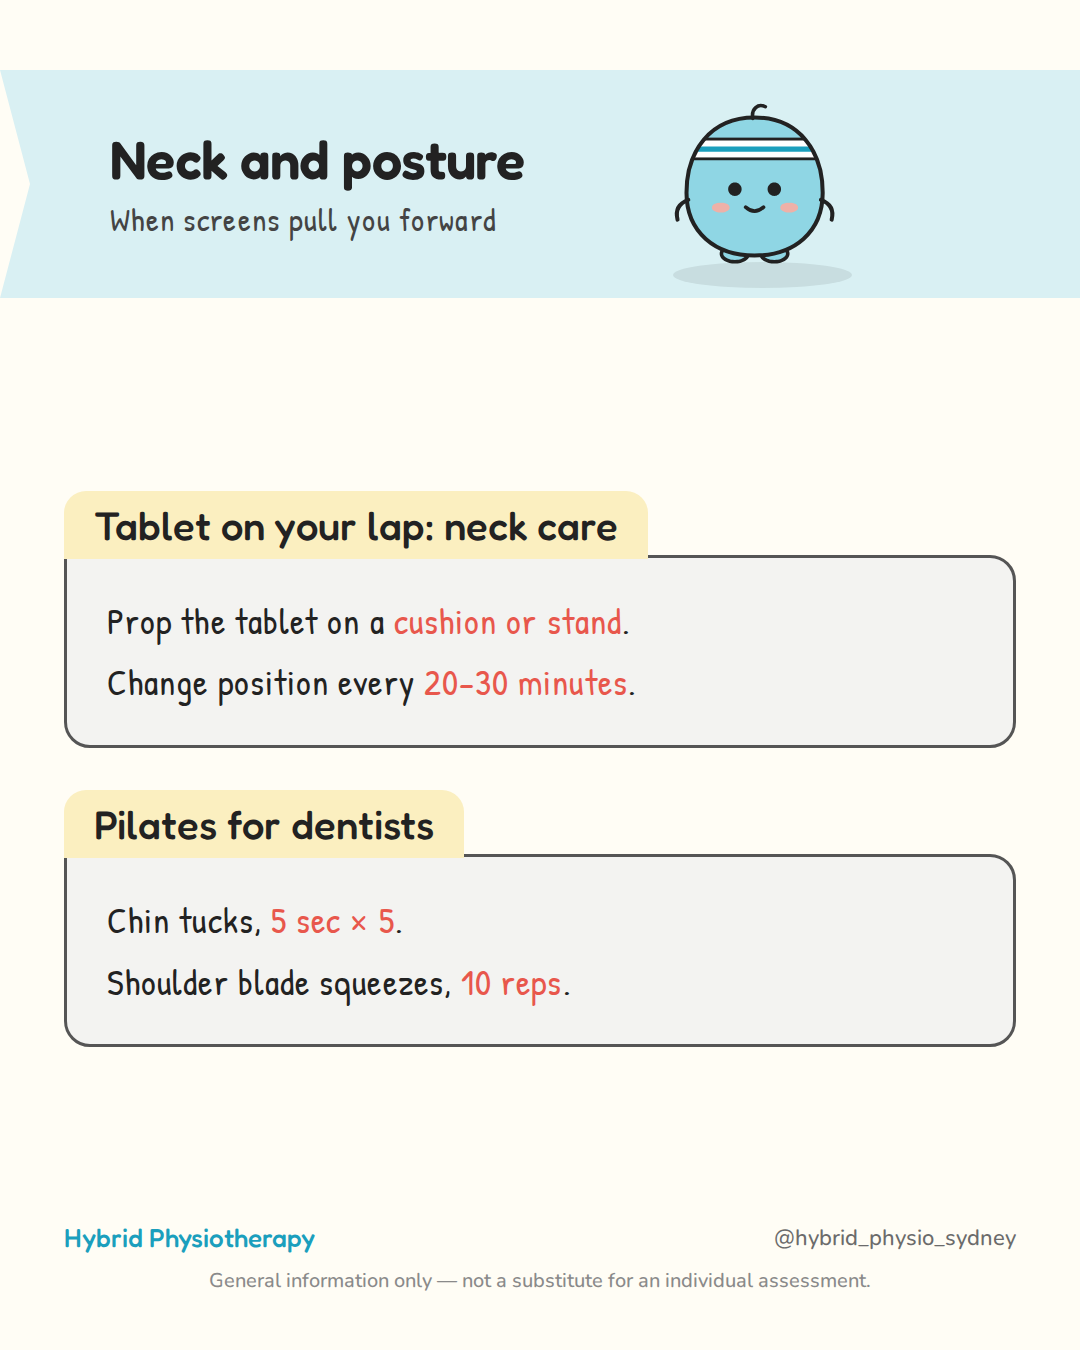 Neck and posture
When screens pull you forward
Tablet on your lap: neck care
Prop the tablet on a cushion or stand.
Change position every 20–30 minutes.
Pilates for dentists
Chin tucks, 5 sec × 5.
Shoulder blade squeezes, 10 reps.
Hybrid Physiotherapy
@hybrid_physio_sydney
General information only — not a substitute for an individual assessment.